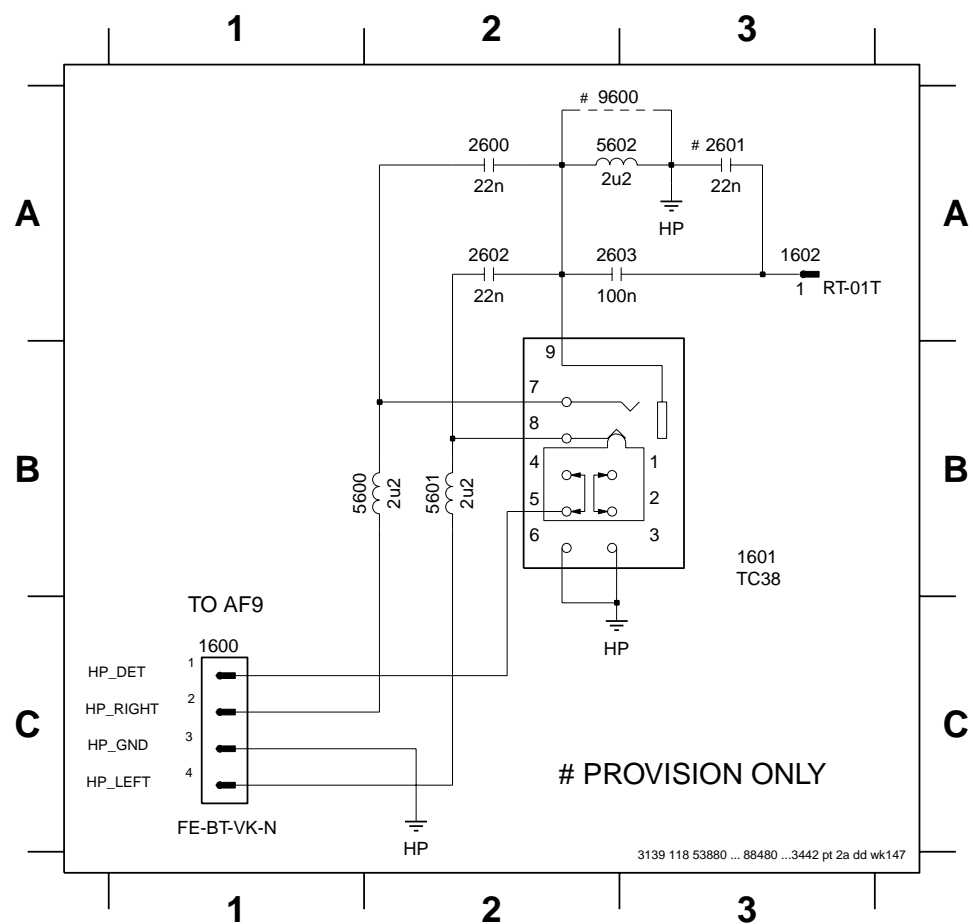 1 2 3
# 9600
2600 5602 # 2601
22n 2u2 22n
A A
HP
2602 2603 1602
22n 100n 1 RT-01T
9
7
8
4 1
B B
5600 2u2 5601 2u2 5 2
6 3
1601
TC38
TO AF9
1600 HP
HP_DET 1
HP_RIGHT 2
C C
HP_GND 3
HP_LEFT 4
# PROVISION ONLY
FE-BT-VK-N
HP
3139 118 53880 ... 88480 ...3442 pt 2a dd wk147
1 2 3